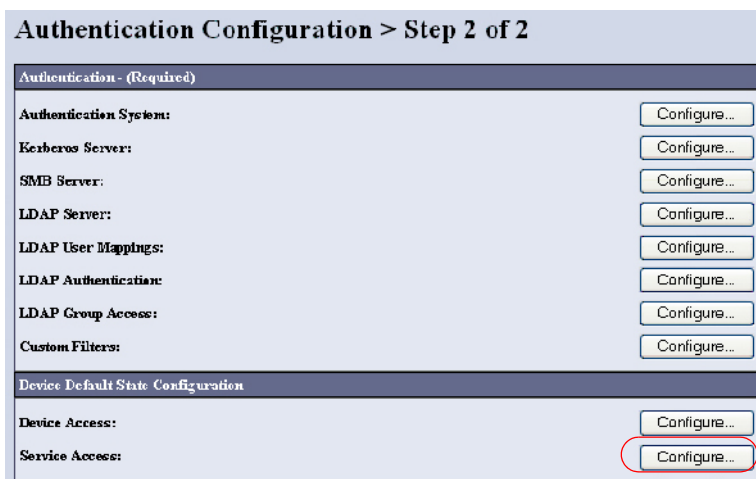 Authentication Configuration > Step 2 of 2
Authentication - (Required)
Authentication System: Configure...
Kerberos Server: Configure...
SMB Server: Configure...
LDAP Server: Configure...
LDAP User Mappings: Configure...
LDAP Authentication: Configure...
LDAP Group Access: Configure...
Custom Filters: Configure...
Device Default State Configuration
Device Access: Configure...
Service Access: Configure...